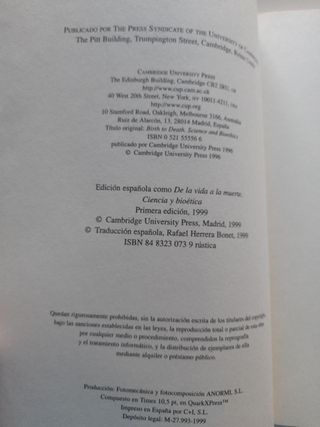 PUBLICADO POR THE PRESS SYNDICATE OF THE UNIVERSITY OF
The Pitt Building, Trumpington Street, Cambridge,
CAMBRIDGE UNIVERSITY PRESS
The Edinburgh Building, Cambridge CB2 2RU, UK
http://www.cup.cam.ac.uk
40 West 20th Street, New York, NY 10011-4211, USA
http://www.cup.org
10 Stamford Road, Oakleigh, Melbourne 3166, Australia
Ruiz de Alarcón, 13, 28014 Madrid, España
Título original: Birth to Death. Science and Bioethics
ISBN 0 521 55556 6
publicado por Cambridge University Press 1996
© Cambridge University Press 1996
Edición española como De la vida a la muerte.
Ciencia y bioética
Primera edición, 1999
© Cambridge University Press, Madrid, 1999
© Traducción española, Rafael Herrera Bonet, 1999
ISBN 84 8323 073 9 rústica
Quedan rigurosamente prohibidas, sin la autorización escrita de los titulares del copyright,
bajo las sanciones establecidas en las leyes, la reproducción total o parcial de esta obra
por cualquier medio o procedimiento, comprendidos la reprografía
y el tratamiento informático, y la distribución de ejemplares de ella
mediante alquiler o préstamo público.
Producción: Fotomecánica y fotocomposición ANORMI, S.L.
Compuesto en Times 10,5 pt, en QuarkXPress™
Impreso en España por C+I, S.L.
Depósito legal: M-27.993-1999